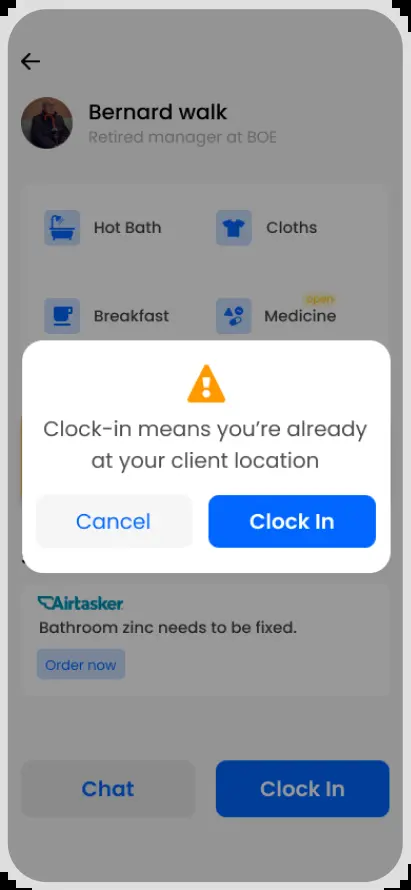 Bernard walk
Retired manager at BOE
Hot Bath
Cloths
open
Breakfast
Medicine
Clock-in means you’re already
at your client location
Cancel
Clock In
Airtasker
Bathroom zinc needs to be fixed.
Order now
Chat
Clock In